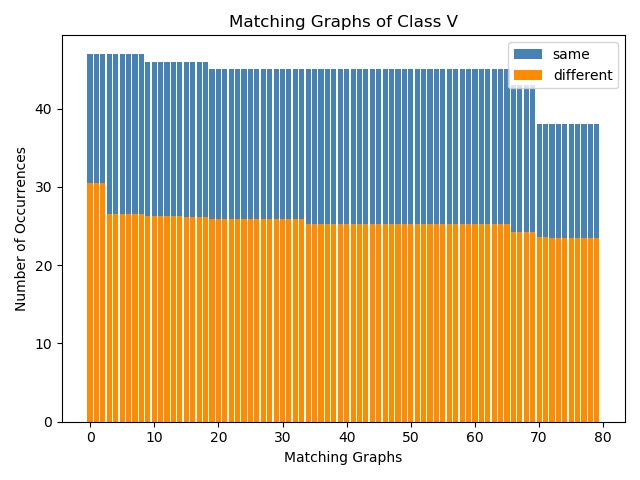 Matching Graphs of Class V
same
different
Number of Occurrences
40
30
20
10
0
0 10 20 30 40 50 60 70 80
Matching Graphs